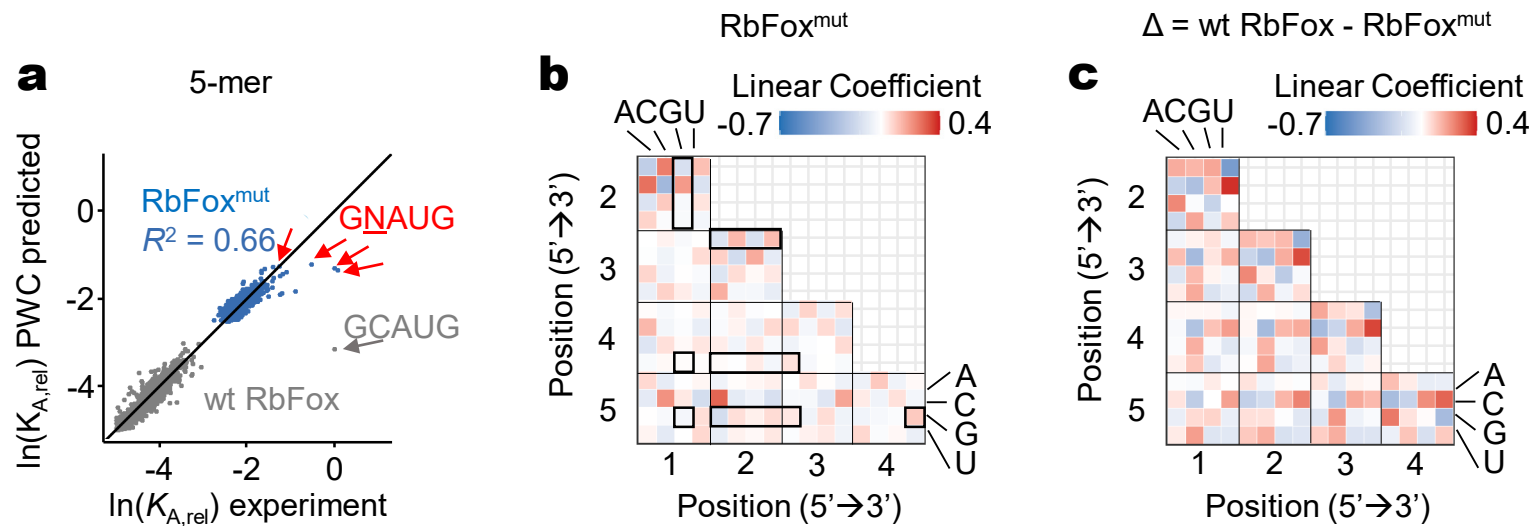 a
5-mer
ln(K_A,rel) PWC predicted
0
-2
-4
RbFox^mut
R² = 0.66
GNAUG
GCAUG
wt RbFox
-4 -2 0
ln(K_A,rel) experiment
b
RbFox^mut
Linear Coefficient
-0.7 0.4
ACGU
Position (5’→3’)
2
3
4
5
A
C
G
U
1 2 3 4
Position (5’→3’)
c
Δ = wt RbFox - RbFox^mut
Linear Coefficient
-0.7 0.4
ACGU
Position (5’→3’)
2
3
4
5
A
C
G
U
1 2 3 4
Position (5’→3’)